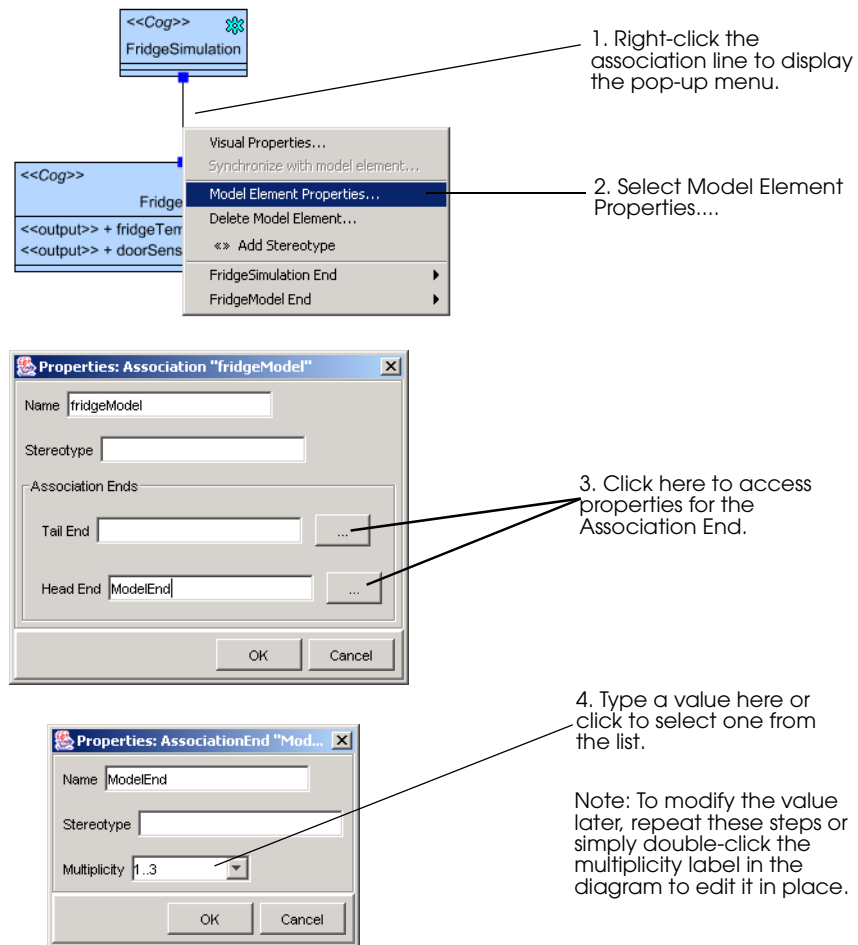 <<Cog>>
FridgeSimulation
1. Right-click the
association line to display
the pop-up menu.
<<Cog>>
Fridge
<<output>> + fridgeTem
<<output>> + doorSens
Visual Properties...
Synchronize with model element...
Model Element Properties...
Delete Model Element...
«» Add Stereotype
FridgeSimulation End
FridgeModel End
2. Select Model Element
Properties....
Properties: Association "fridgeModel"
Name fridgeModel
Stereotype
Association Ends
Tail End ...
Head End ModelEnd ...
OK Cancel
3. Click here to access
properties for the
Association End.
Properties: AssociationEnd "Mod...
Name ModelEnd
Stereotype
Multiplicity 1..3
OK Cancel
4. Type a value here or
click to select one from
the list.
Note: To modify the value
later, repeat these steps or
simply double-click the
multiplicity label in the
diagram to edit it in place.